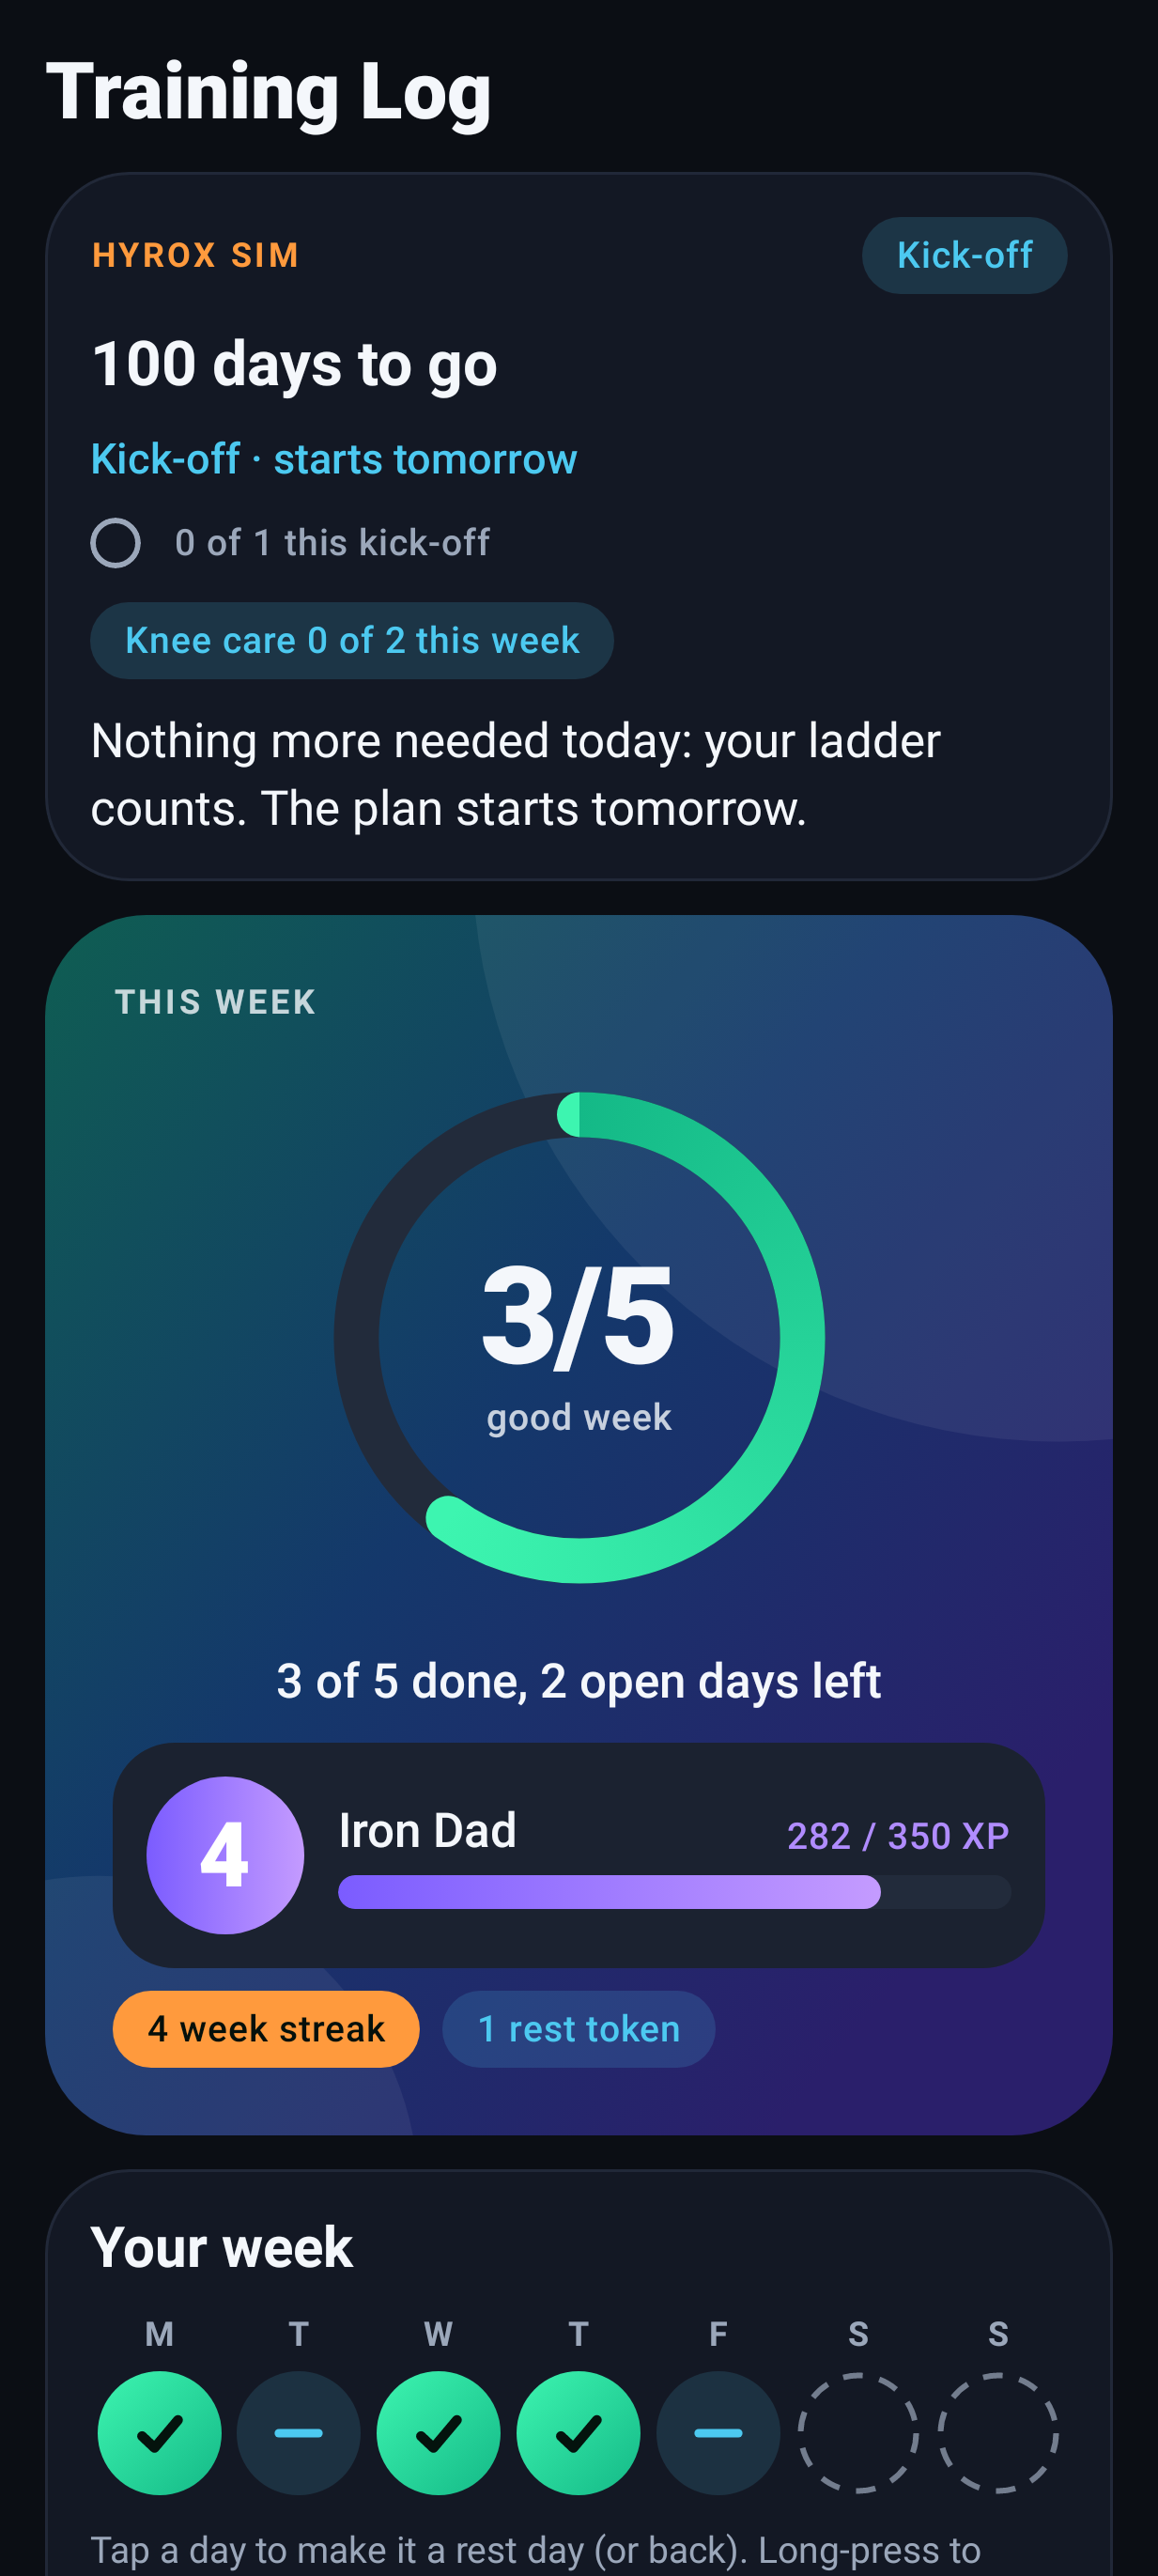 Training Log
HYROX SIM
Kick-off
100 days to go
Kick-off · starts tomorrow
0 of 1 this kick-off
Knee care 0 of 2 this week
Nothing more needed today: your ladder
counts. The plan starts tomorrow.
THIS WEEK
3/5
good week
3 of 5 done, 2 open days left
4
Iron Dad
282 / 350 XP
4 week streak
1 rest token
Your week
M T W T F S S
Tap a day to make it a rest day (or back). Long-press to